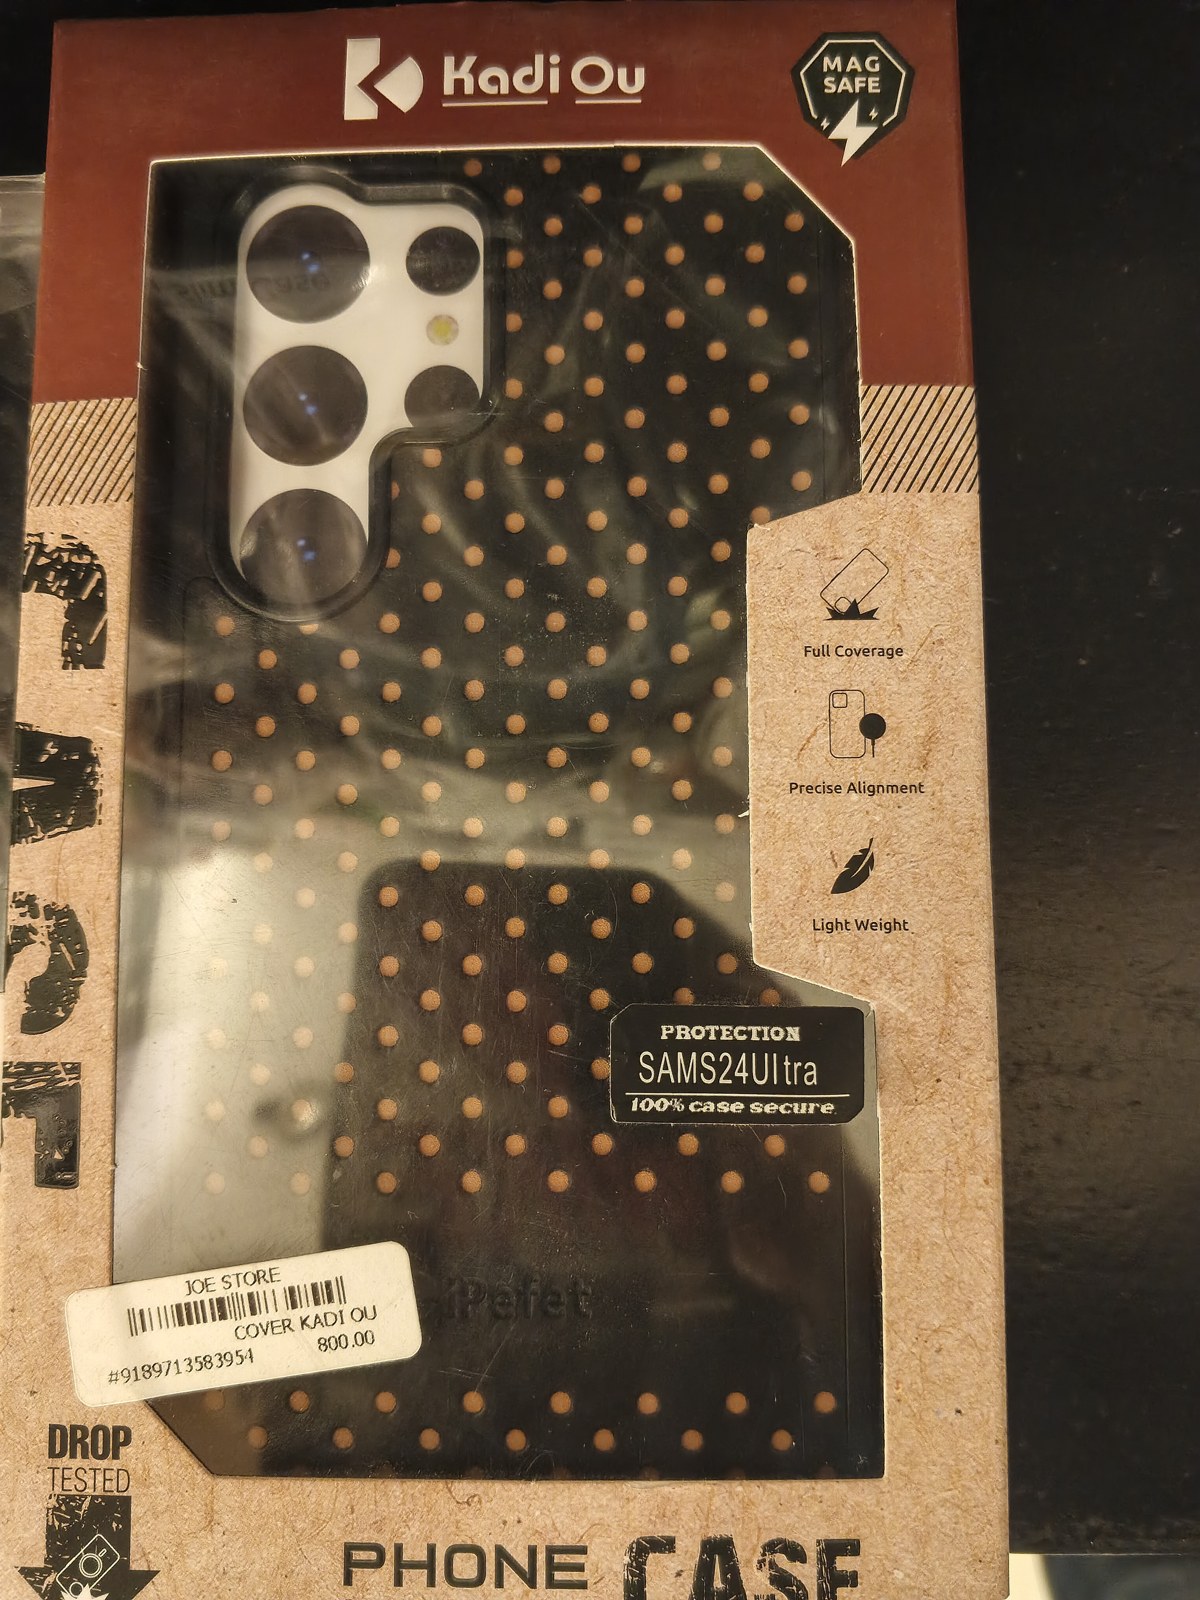 Kadi Ou
MAG
SAFE
Full Coverage
Precise Alignment
Light Weight
PROTECTION
SAMS24Ultra
100% case secure
JOE STORE
COVER KADI OU
800.00
#9189713583954
DROP
TESTED
PHONE CASE